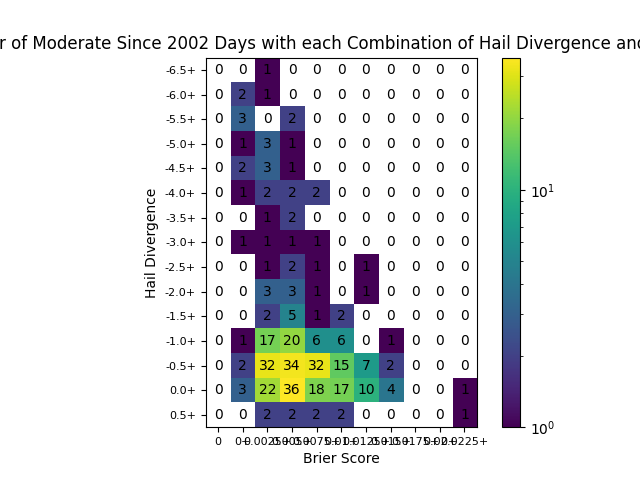 r of Moderate Since 2002 Days with each Combination of Hail Divergence and
-6.5+ 0 0 1 0 0 0 0 0 0 0 0
-6.0+ 0 2 1 0 0 0 0 0 0 0 0
-5.5+ 0 3 0 2 0 0 0 0 0 0 0
-5.0+ 0 1 3 1 0 0 0 0 0 0 0
-4.5+ 0 2 3 1 0 0 0 0 0 0 0
-4.0+ 0 1 2 2 2 0 0 0 0 0 0
-3.5+ 0 0 1 2 0 0 0 0 0 0 0
-3.0+ 0 1 1 1 1 0 0 0 0 0 0
-2.5+ 0 0 1 2 1 0 1 0 0 0 0
-2.0+ 0 0 3 3 1 0 1 0 0 0 0
-1.5+ 0 0 2 5 1 2 0 0 0 0 0
-1.0+ 0 1 17 20 6 6 0 1 0 0 0
-0.5+ 0 2 32 34 32 15 7 2 0 0 0
0.0+ 0 3 22 36 18 17 10 4 0 0 1
0.5+ 0 0 2 2 2 2 0 0 0 0 1
0
Brier Score
Hail Divergence
10¹
10⁰